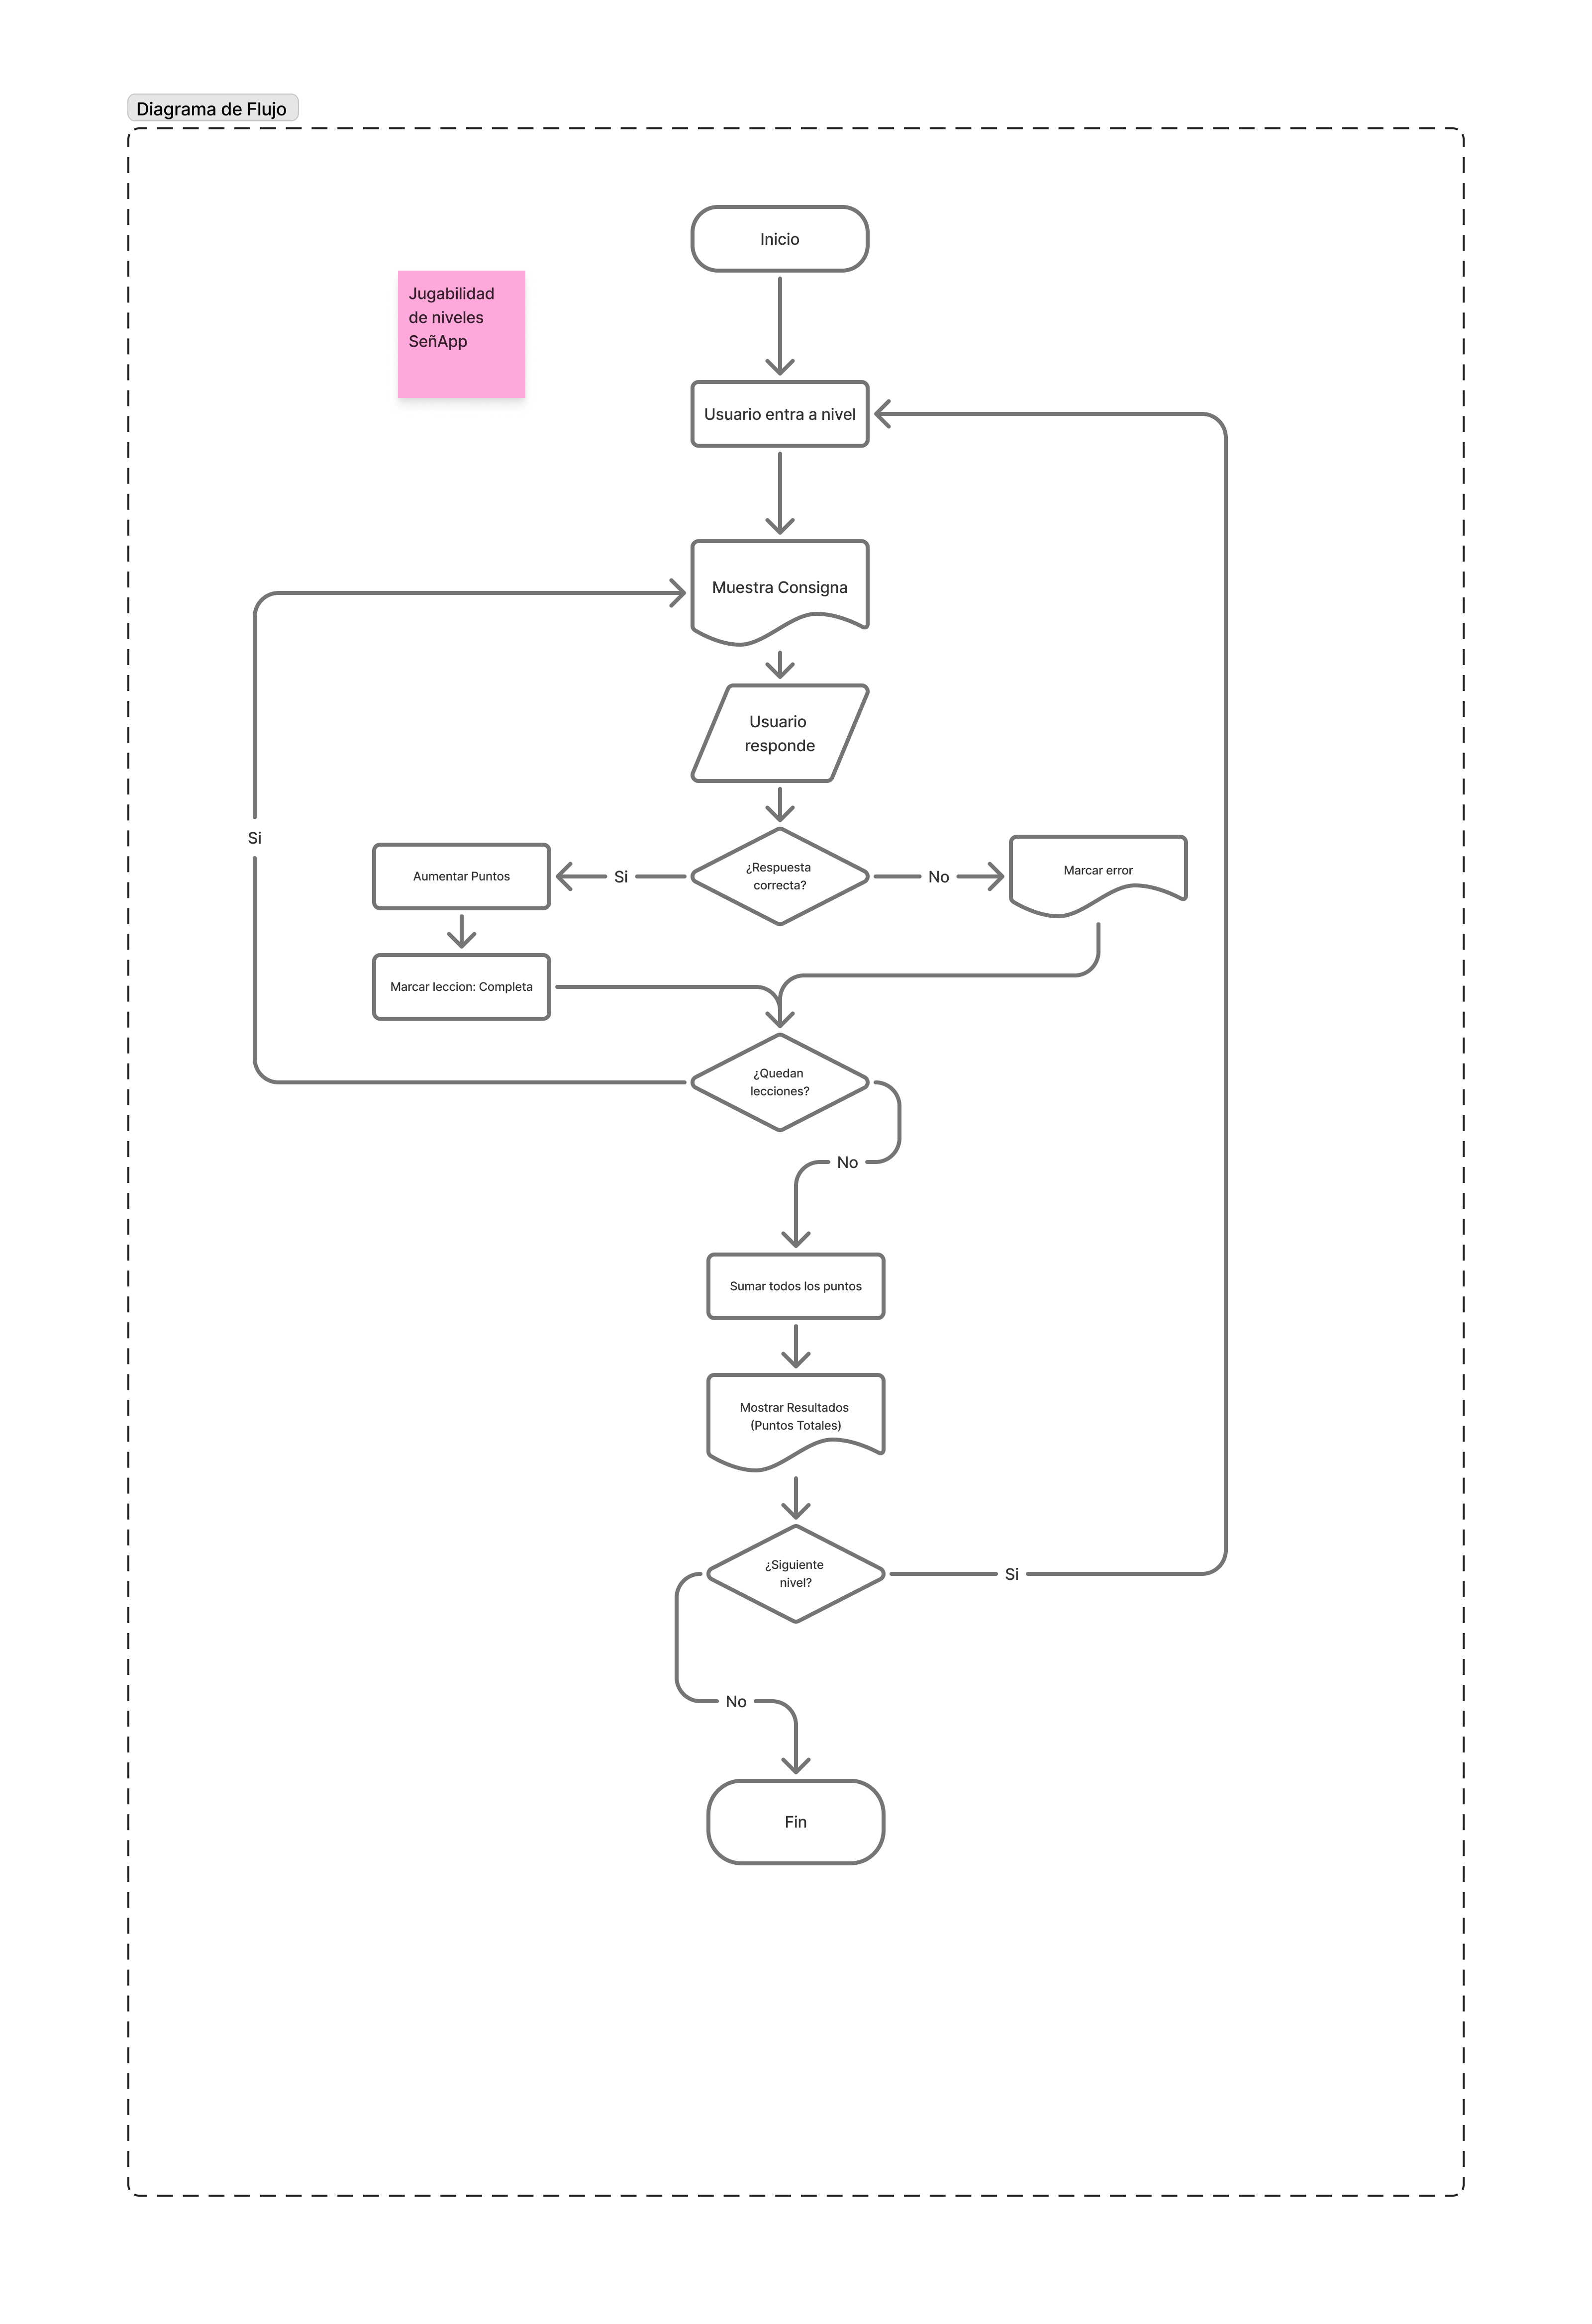 Diagrama de Flujo
Inicio
Jugabilidad
de niveles
SeñApp
Usuario entra a nivel
Muestra Consigna
Usuario
responde
Si
¿Respuesta
correcta?
Si
No
Aumentar Puntos
Marcar error
Marcar leccion: Completa
¿Quedan
lecciones?
No
Sumar todos los puntos
Mostrar Resultados
(Puntos Totales)
¿Siguiente
nivel?
Si
No
Fin